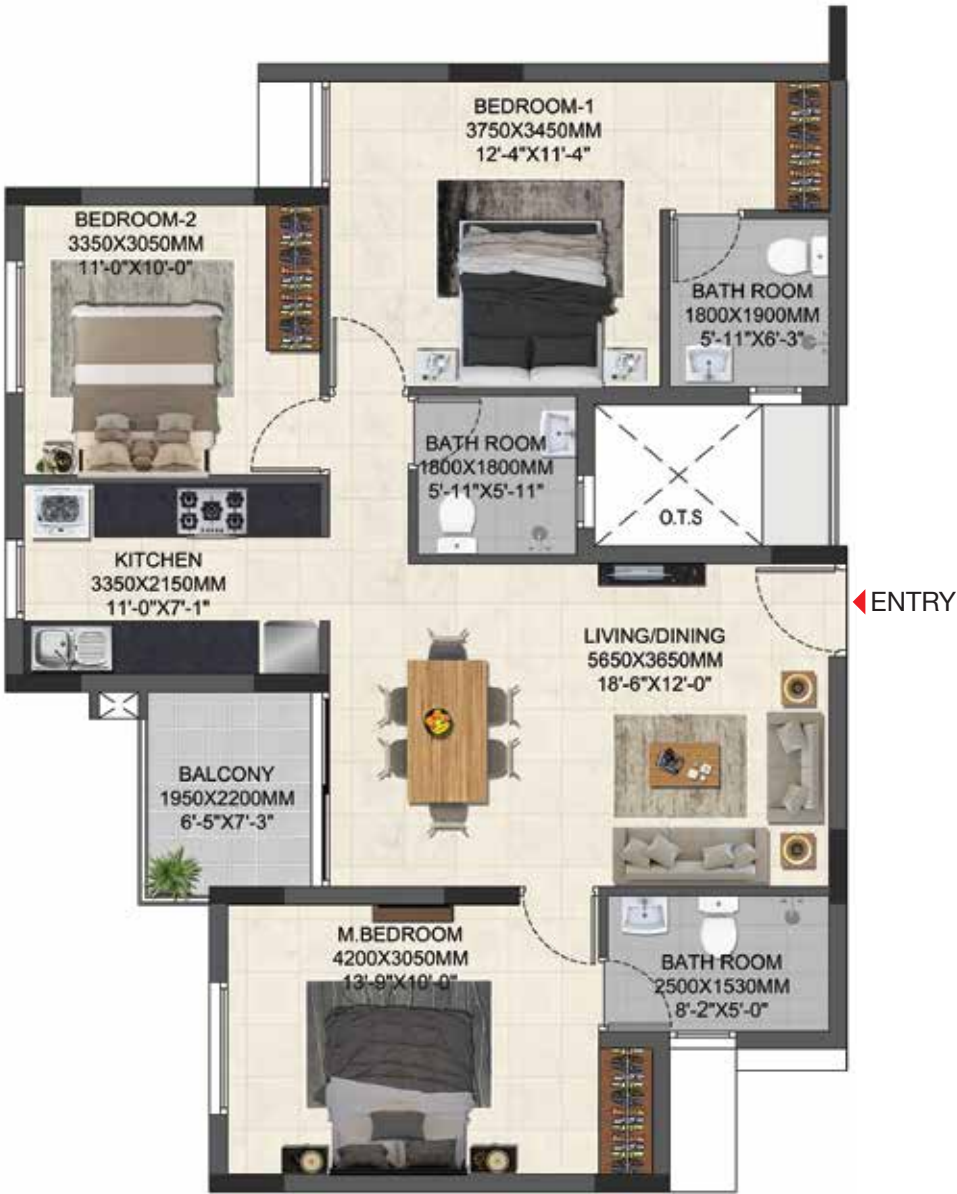 BEDROOM-1
3750X3450MM
12'-4"X11'-4"
BEDROOM-2
3350X3050MM
11'-0"X10'-0"
BATH ROOM
1800X1900MM
5'-11"X6'-3"
BATH ROOM
1800X1800MM
5'-11"X5'-11"
O.T.S
KITCHEN
3350X2150MM
11'-0"X7'-1"
ENTRY
LIVING/DINING
5650X3650MM
18'-6"X12'-0"
BALCONY
1950X2200MM
6'-5"X7'-3"
M.BEDROOM
4200X3050MM
13'-9"X10'-0"
BATH ROOM
2500X1530MM
8'-2"X5'-0"